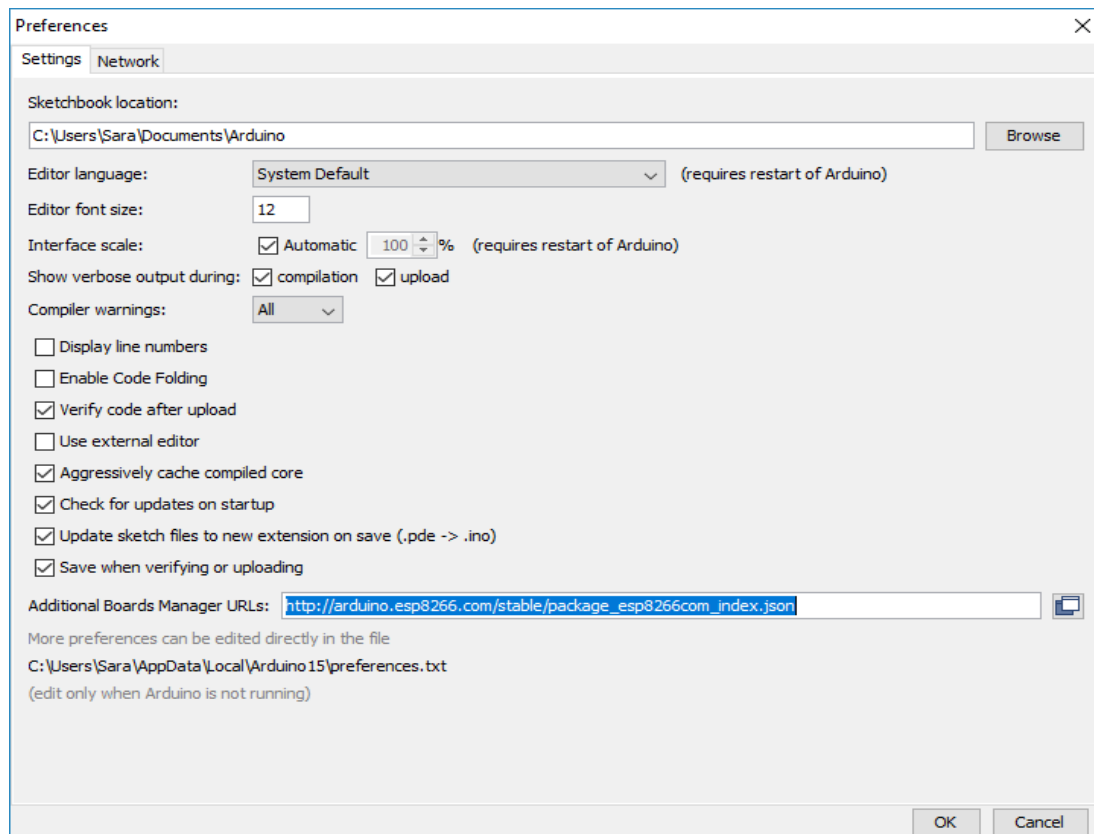 Preferences
Settings Network
Sketchbook location:
C:\Users\Sara\Documents\Arduino Browse
Editor language: System Default (requires restart of Arduino)
Editor font size: 12
Interface scale: Automatic 100 % (requires restart of Arduino)
Show verbose output during: compilation upload
Compiler warnings: All
Display line numbers
Enable Code Folding
Verify code after upload
Use external editor
Aggressively cache compiled core
Check for updates on startup
Update sketch files to new extension on save (.pde -> .ino)
Save when verifying or uploading
Additional Boards Manager URLs: http://arduino.esp8266.com/stable/package_esp8266com_index.json
More preferences can be edited directly in the file
C:\Users\Sara\AppData\Local\Arduino15\preferences.txt
(edit only when Arduino is not running)
OK Cancel